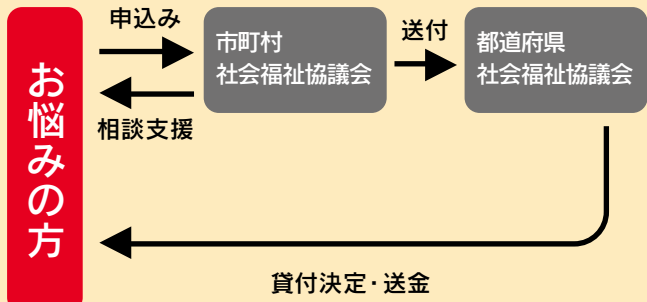 お悩みの方
申込み
相談支援
市町村
社会福祉協議会
送付
都道府県
社会福祉協議会
貸付決定・送金